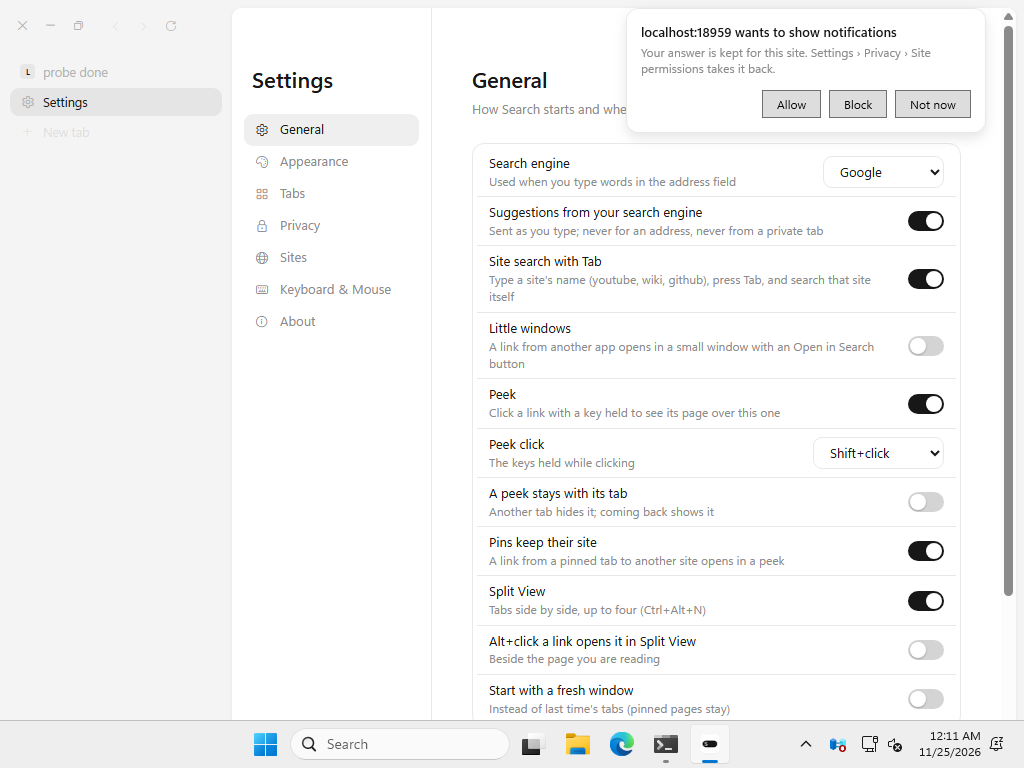 localhost:18959 wants to show notifications
Your answer is kept for this site. Settings › Privacy › Site
permissions takes it back.
Allow
Block
Not now
L
probe done
Settings
New tab
Settings
General
Appearance
Tabs
Privacy
Sites
Keyboard & Mouse
About
General
How Search starts and whe
Search engine
Used when you type words in the address field
Google
Suggestions from your search engine
Sent as you type; never for an address, never from a private tab
Site search with Tab
Type a site's name (youtube, wiki, github), press Tab, and search that site
itself
Little windows
A link from another app opens in a small window with an Open in Search
button
Peek
Click a link with a key held to see its page over this one
Peek click
The keys held while clicking
Shift+click
A peek stays with its tab
Another tab hides it; coming back shows it
Pins keep their site
A link from a pinned tab to another site opens in a peek
Split View
Tabs side by side, up to four (Ctrl+Alt+N)
Alt+click a link opens it in Split View
Beside the page you are reading
Start with a fresh window
Instead of last time's tabs (pinned pages stay)
Search
12:11 AM
11/25/2026